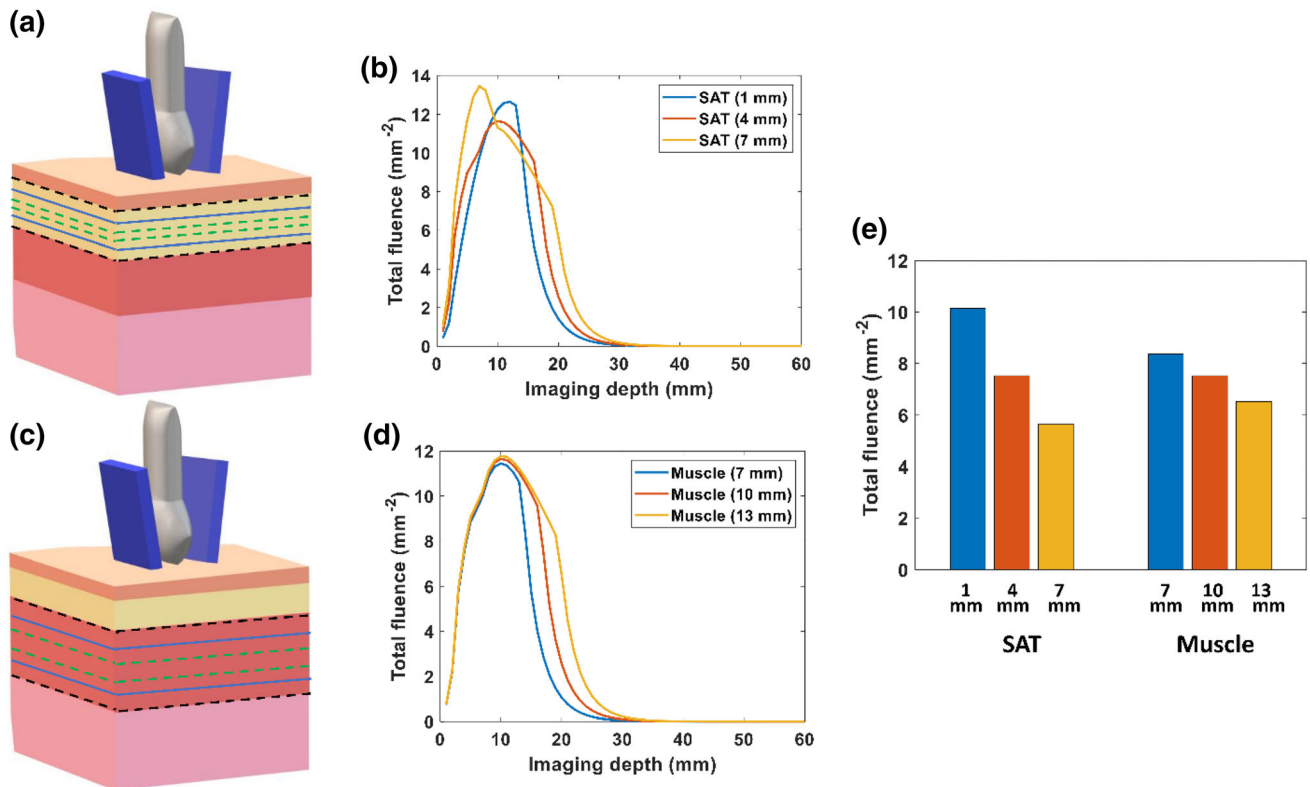 (a)
(b)
Total fluence (mm⁻²)
14
12
10
8
6
4
2
0
0 10 20 30 40 50 60
Imaging depth (mm)
SAT (1 mm)
SAT (4 mm)
SAT (7 mm)
(c)
(d)
Total fluence (mm⁻²)
12
10
8
6
4
2
0
0 10 20 30 40 50 60
Imaging depth (mm)
Muscle (7 mm)
Muscle (10 mm)
Muscle (13 mm)
(e)
Total fluence (mm⁻²)
12
10
8
6
4
2
0
1 4 7 7 10 13
mm mm mm mm mm mm
SAT Muscle